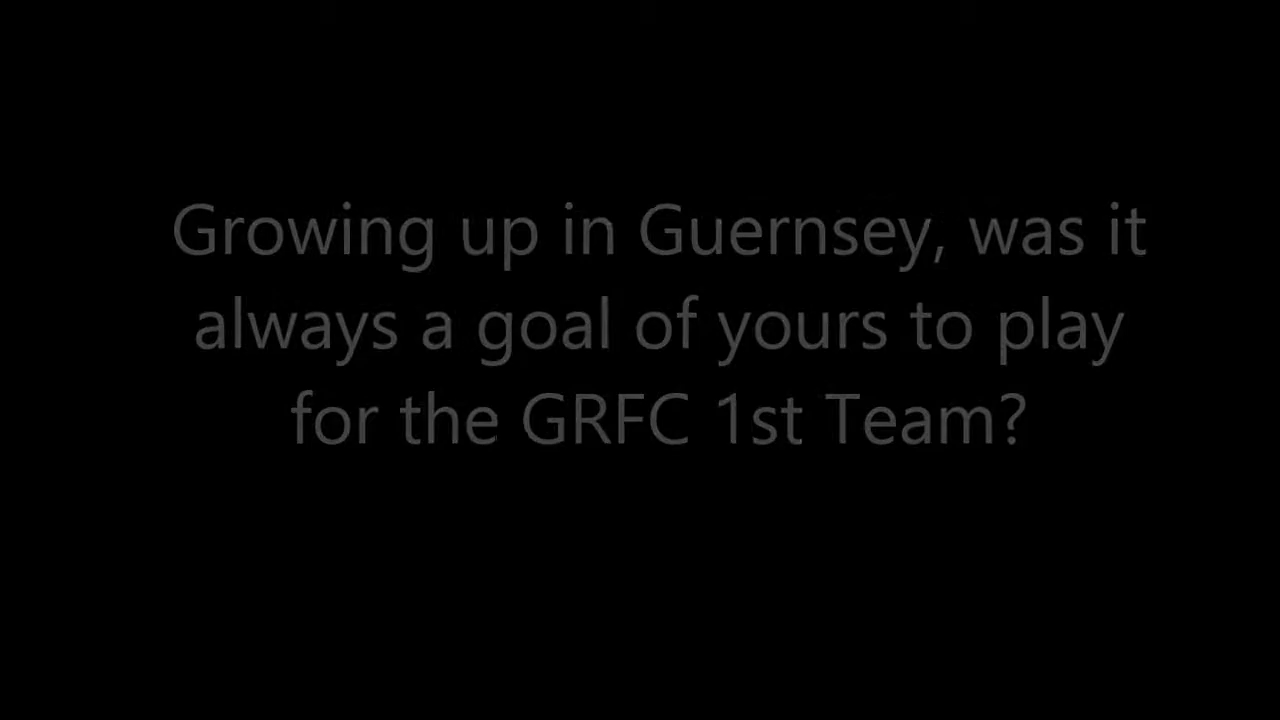 Growing up in Guernsey, was it
always a goal of yours to play
for the GRFC 1st Team?